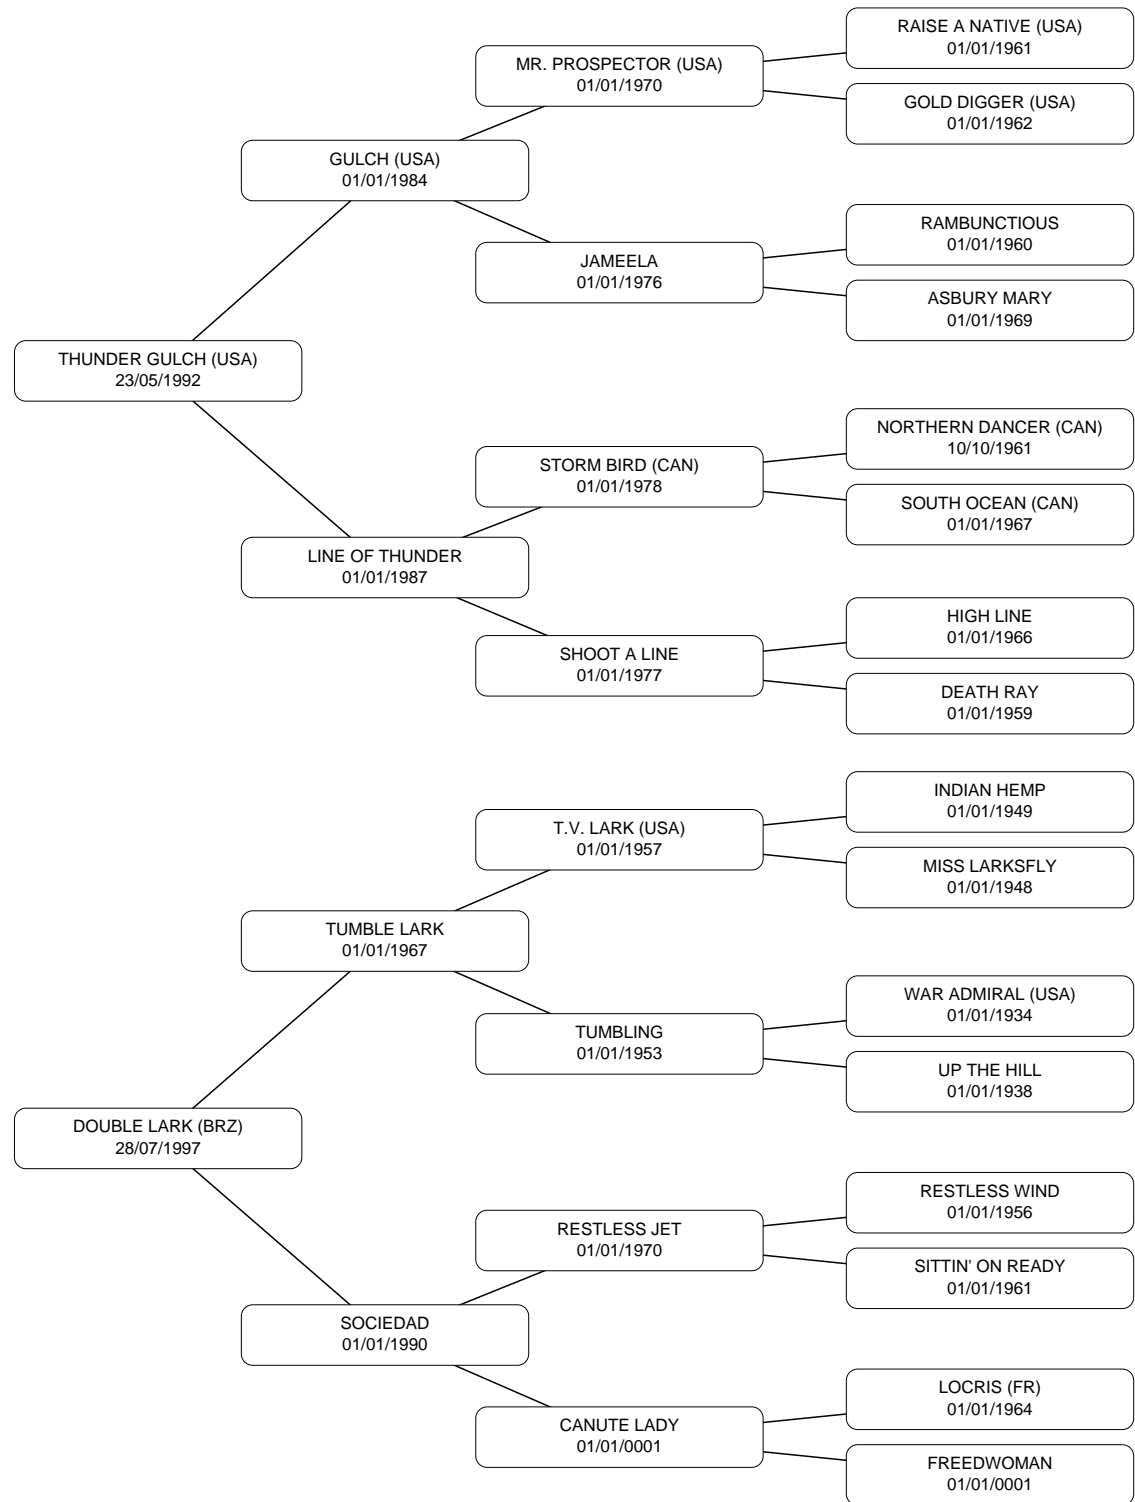 RAISE A NATIVE (USA)
01/01/1961
MR. PROSPECTOR (USA)
01/01/1970
GOLD DIGGER (USA)
01/01/1962
GULCH (USA)
01/01/1984
RAMBUNCTIOUS
01/01/1960
JAMEELA
01/01/1976
ASBURY MARY
01/01/1969
THUNDER GULCH (USA)
23/05/1992
NORTHERN DANCER (CAN)
10/10/1961
STORM BIRD (CAN)
01/01/1978
SOUTH OCEAN (CAN)
01/01/1967
LINE OF THUNDER
01/01/1987
HIGH LINE
01/01/1966
SHOOT A LINE
01/01/1977
DEATH RAY
01/01/1959
INDIAN HEMP
01/01/1949
T.V. LARK (USA)
01/01/1957
MISS LARKSFLY
01/01/1948
TUMBLE LARK
01/01/1967
WAR ADMIRAL (USA)
01/01/1934
TUMBLING
01/01/1953
UP THE HILL
01/01/1938
DOUBLE LARK (BRZ)
28/07/1997
RESTLESS WIND
01/01/1956
RESTLESS JET
01/01/1970
SITTIN' ON READY
01/01/1961
SOCIEDAD
01/01/1990
LOCRIS (FR)
01/01/1964
CANUTE LADY
01/01/0001
FREEDWOMAN
01/01/0001